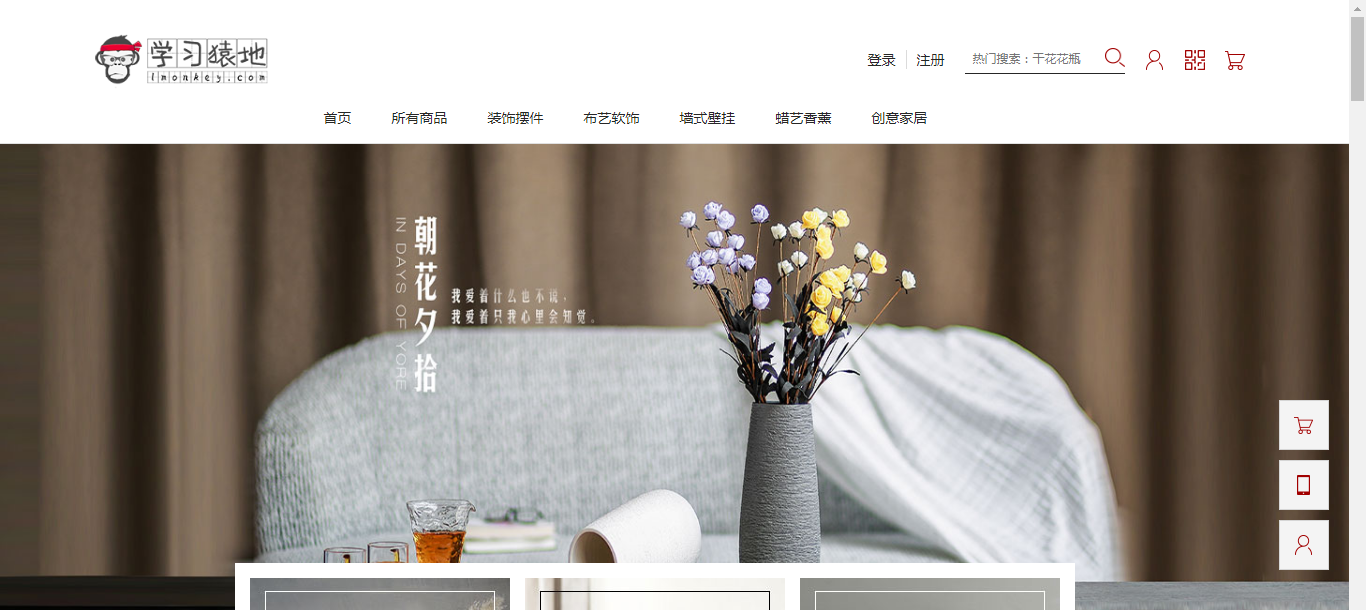 学习猿地
lmonkey.com
登录
注册
热门搜索：干花花瓶
首页
所有商品
装饰摆件
布艺软饰
墙式壁挂
蜡艺香薰
创意家居
朝花夕拾
IN DAYS OF YORE
我爱着什么也不说，
我爱着只我心里会知觉。